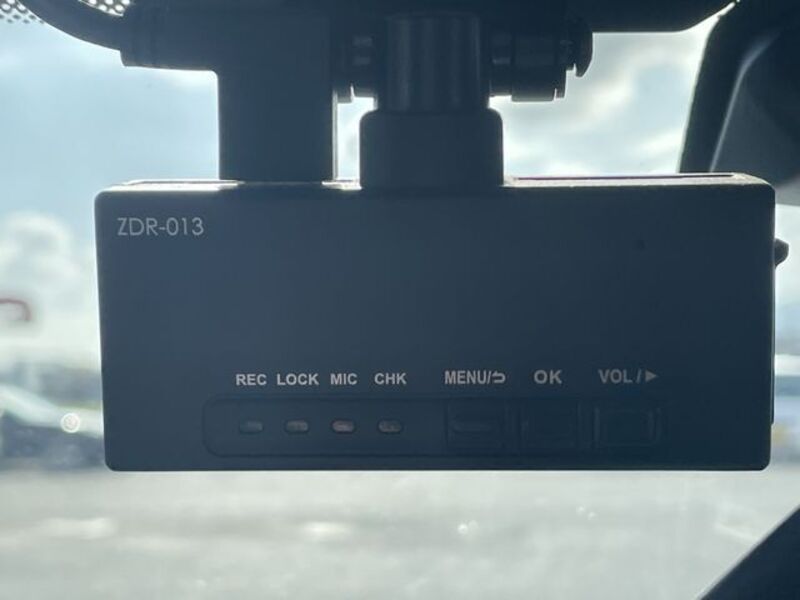 ZDR-013
REC LOCK MIC CHK MENU/⮌ OK VOL/▶